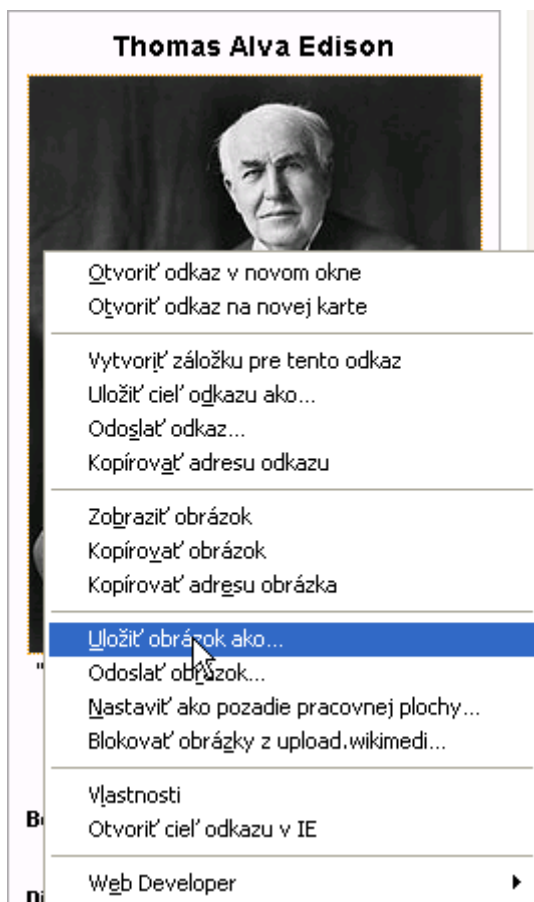 Thomas Alva Edison
Otvoriť odkaz v novom okne
Otvoriť odkaz na novej karte
Vytvoriť záložku pre tento odkaz
Uložiť cieľ odkazu ako...
Odoslať odkaz...
Kopírovať adresu odkazu
Zobraziť obrázok
Kopírovať obrázok
Kopírovať adresu obrázka
Uložiť obrázok ako...
Odoslať obrázok...
Nastaviť ako pozadie pracovnej plochy...
Blokovať obrázky z upload.wikimedi...
Vlastnosti
Otvoriť cieľ odkazu v IE
Web Developer